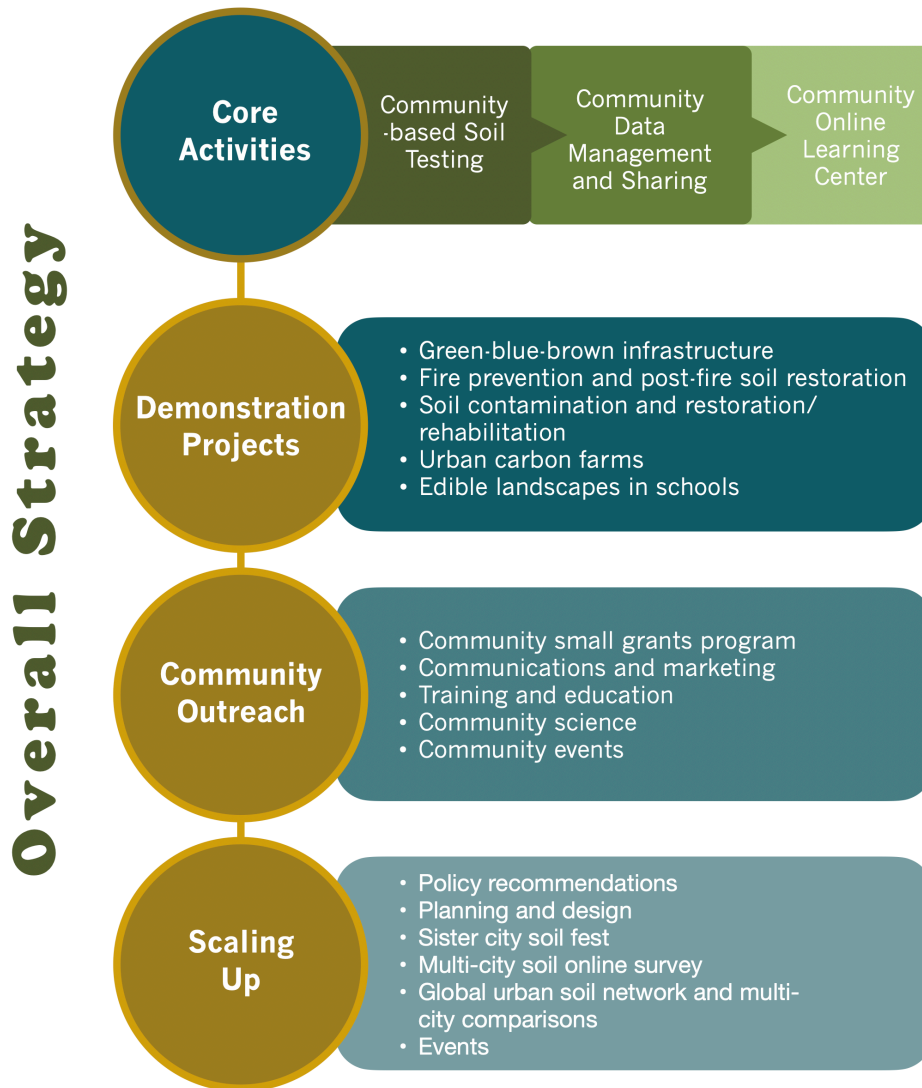 Overall Strategy
Core
Activities
Community
-based Soil
Testing
Community
Data
Management
and Sharing
Community
Online
Learning
Center
Demonstration
Projects
• Green-blue-brown infrastructure
• Fire prevention and post-fire soil restoration
• Soil contamination and restoration/
rehabilitation
• Urban carbon farms
• Edible landscapes in schools
Community
Outreach
• Community small grants program
• Communications and marketing
• Training and education
• Community science
• Community events
Scaling
Up
• Policy recommendations
• Planning and design
• Sister city soil fest
• Multi-city soil online survey
• Global urban soil network and multi-
city comparisons
• Events